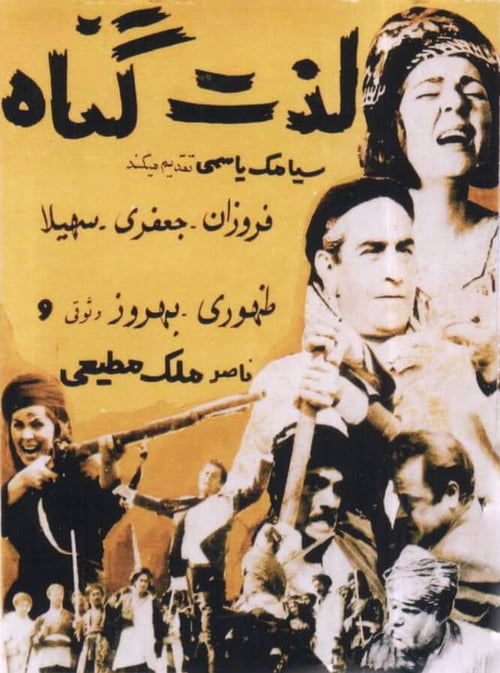 لذت گناه
سیامک یاسمی تقدیم میکند
فروزان - جعفری - سهیلا
ظهوری - بهروز وثوقی و
ناصر ملک مطیعی